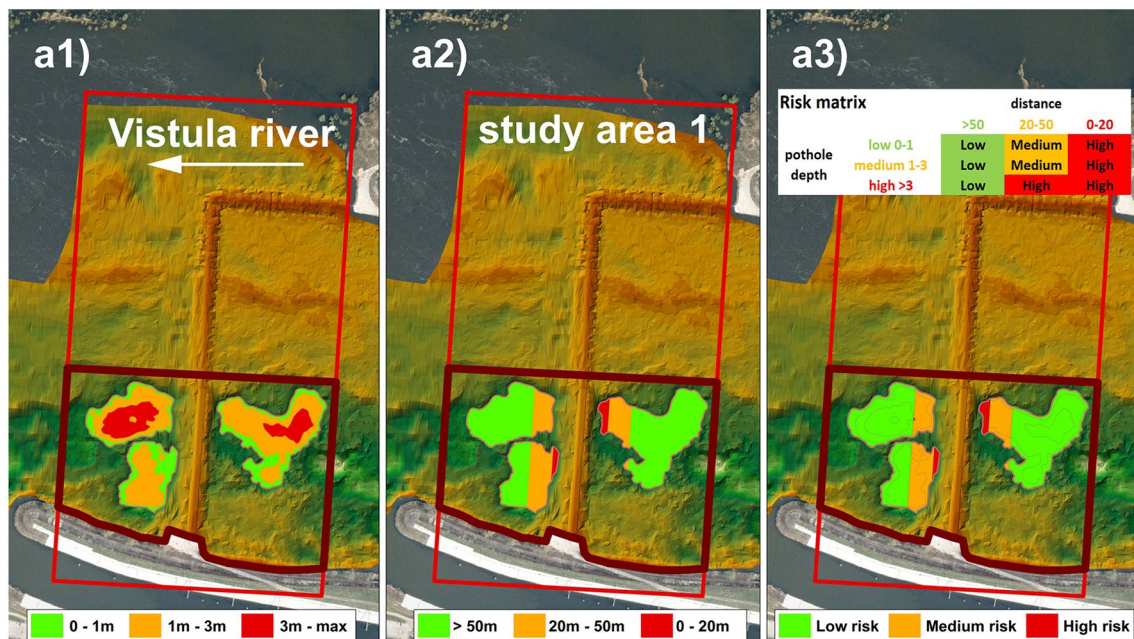 a1)
Vistula river
0 - 1m
1m - 3m
3m - max
a2)
study area 1
> 50m
20m - 50m
0 - 20m
a3)
Risk matrix
distance
>50 20-50 0-20
pothole depth
low 0-1 Low Medium High
medium 1-3 Low Medium High
high >3 Low High High
Low risk
Medium risk
High risk